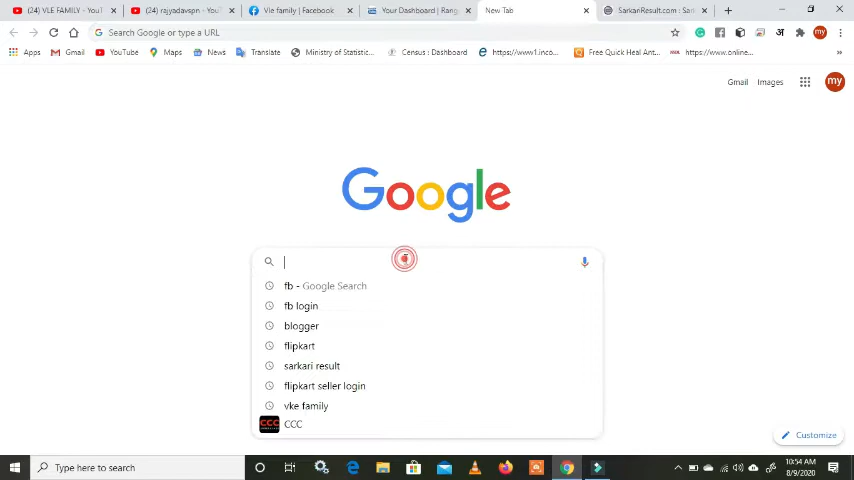 (24) VLE FAMILY - YouT
(24) rajyadavspn - YouT
Vle family | Facebook
Your Dashboard | Rang
New Tab
SarkariResult.com : Sark
Search Google or type a URL
Apps
Gmail
YouTube
Maps
News
Translate
Ministry of Statistic...
Census : Dashboard
https://www1.inco...
Free Quick Heal Ant...
https://www.online...
Gmail
Images
my
Google
fb - Google Search
fb login
blogger
flipkart
sarkari result
flipkart seller login
vke family
CCC
CCC
Customize
Type here to search
10:54 AM
8/9/2020